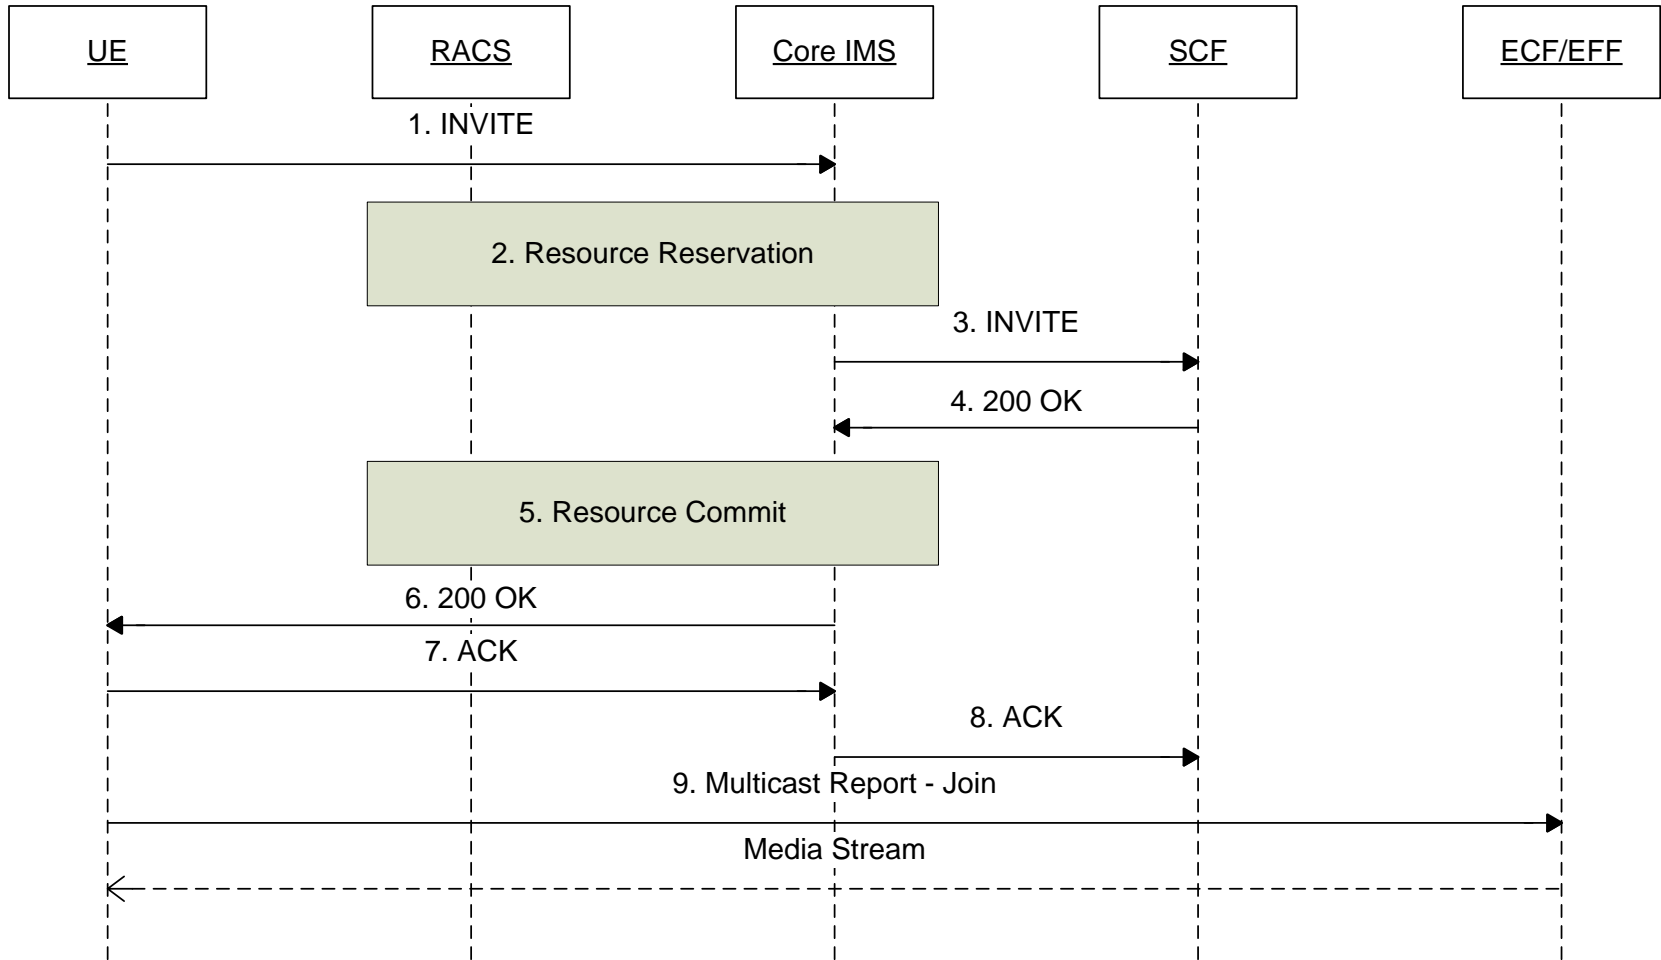 UE
RACS
Core IMS
SCF
ECF/EFF
1. INVITE
2. Resource Reservation
3. INVITE
4. 200 OK
5. Resource Commit
6. 200 OK
7. ACK
8. ACK
9. Multicast Report - Join
Media Stream